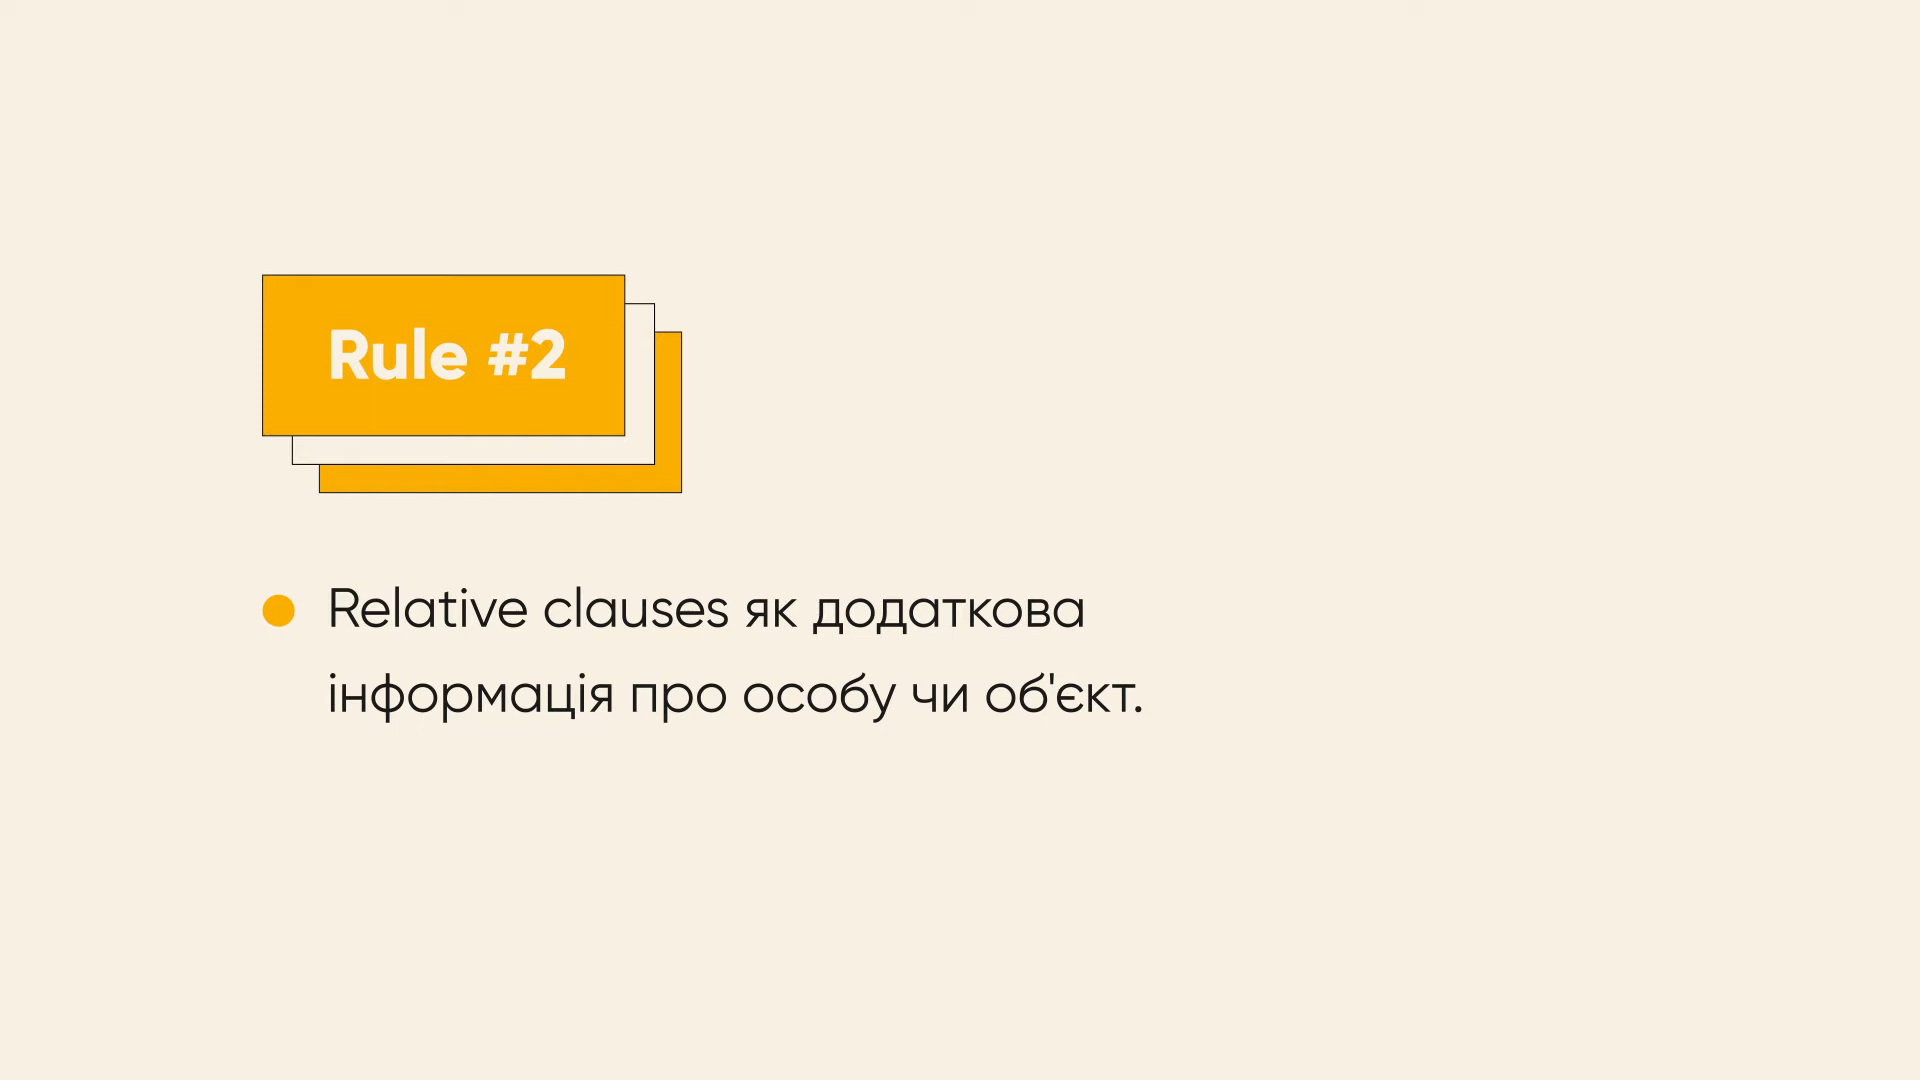 Rule #2
Relative clauses як додаткова
інформація про особу чи об'єкт.